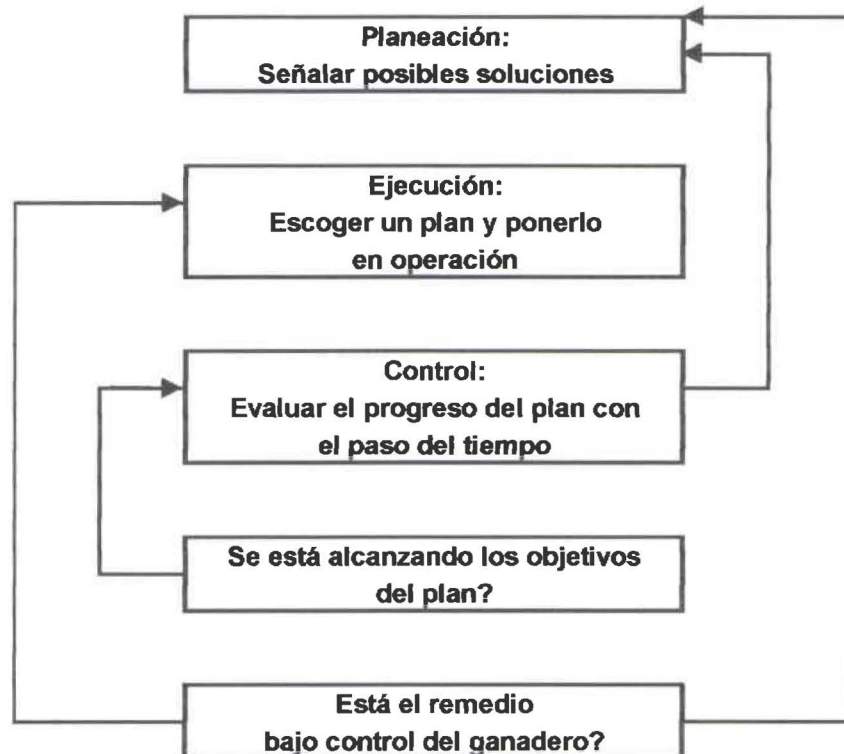 Planeación:
Señalar posibles soluciones
Ejecución:
Escoger un plan y ponerlo
en operación
Control:
Evaluar el progreso del plan con
el paso del tiempo
Se está alcanzando los objetivos
del plan?
Está el remedio
bajo control del ganadero?